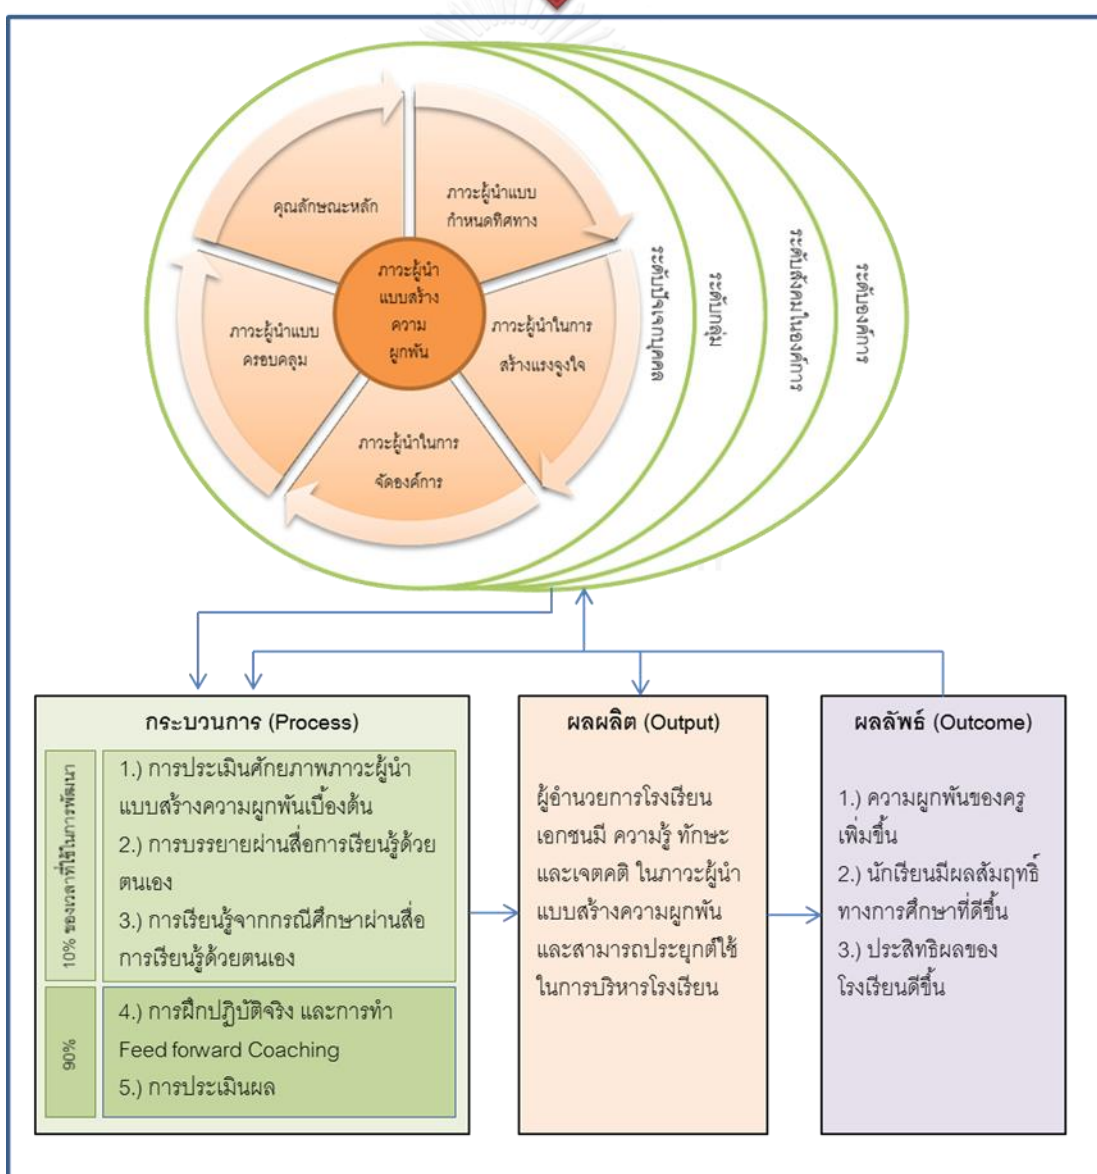 คุณลักษณะหลัก
ภาวะผู้นำแบบ
กำหนดทิศทาง
ภาวะผู้นำ
แบบสร้าง
ความ
ผูกพัน
ภาวะผู้นำในการ
สร้างแรงจูงใจ
ภาวะผู้นำในการ
จัดองค์การ
ภาวะผู้นำแบบ
ครอบคลุม
ระดับปัจเจกบุคคล
ระดับกลุ่ม
ระดับสังคมในองค์การ
ระดับองค์การ
กระบวนการ (Process)
10% ของเวลาที่ใช้ในการพัฒนา
1.) การประเมินศักยภาพภาวะผู้นำ
แบบสร้างความผูกพันเบื้องต้น
2.) การบรรยายผ่านสื่อการเรียนรู้ด้วย
ตนเอง
3.) การเรียนรู้จากกรณีศึกษาผ่านสื่อ
การเรียนรู้ด้วยตนเอง
90%
4.) การฝึกปฏิบัติจริง และการทำ
Feed forward Coaching
5.) การประเมินผล
ผลผลิต (Output)
ผู้อำนวยการโรงเรียน
เอกชนมี ความรู้ ทักษะ
และเจตคติ ในภาวะผู้นำ
แบบสร้างความผูกพัน
และสามารถประยุกต์ใช้
ในการบริหารโรงเรียน
ผลลัพธ์ (Outcome)
1.) ความผูกพันของครู
เพิ่มขึ้น
2.) นักเรียนมีผลสัมฤทธิ์
ทางการศึกษาที่ดีขึ้น
3.) ประสิทธิผลของ
โรงเรียนดีขึ้น